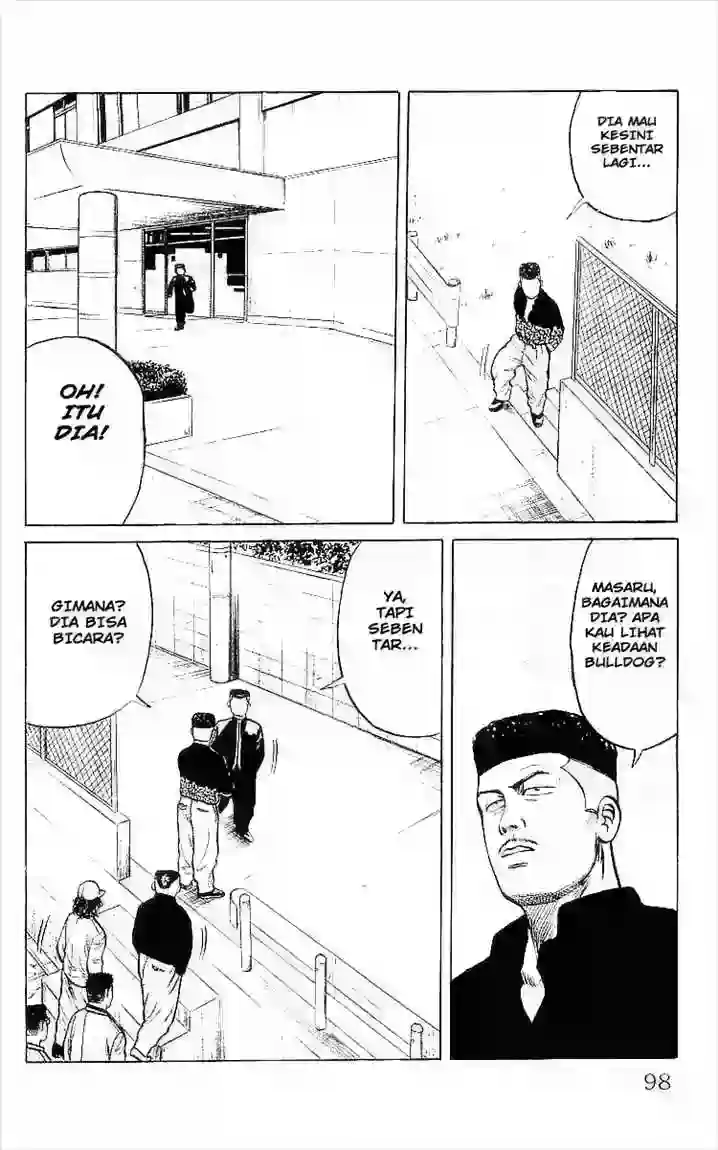 DIA MAU
KESINI
SEBENTAR
LAGI...
OH!
ITU
DIA!
MASARU,
BAGAIMANA
DIA? APA
KAU LIHAT
KEADAAN
BULLDOG?
YA,
TAPI
SEBEN
TAR...
GIMANA?
DIA BISA
BICARA?
98